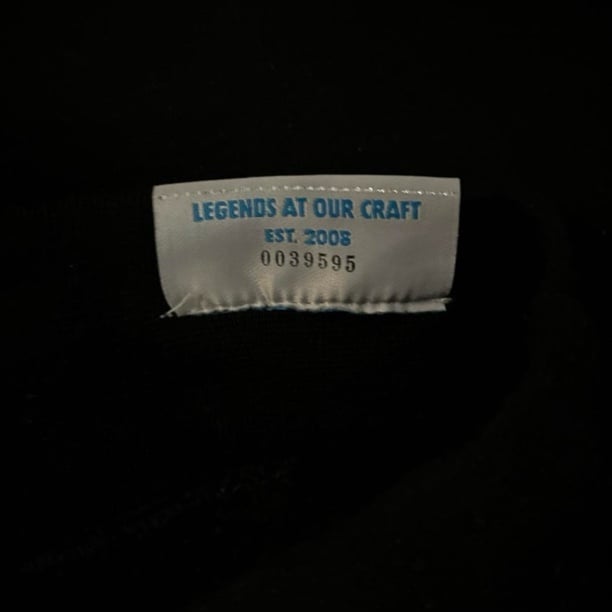 LEGENDS AT OUR CRAFT
EST. 2008
0039595